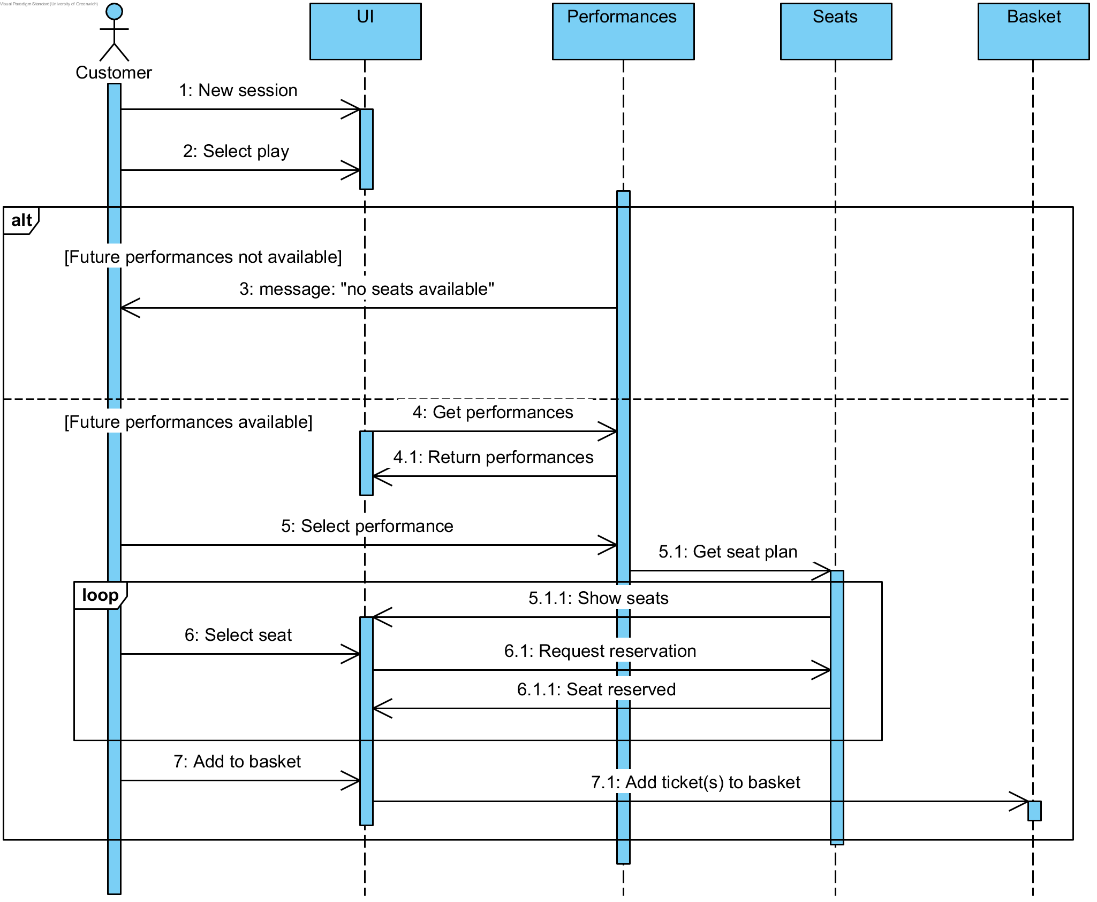 Customer
UI
Performances
Seats
Basket
1: New session
2: Select play
alt
[Future performances not available]
3: message: "no seats available"
[Future performances available]
4: Get performances
4.1: Return performances
5: Select performance
5.1: Get seat plan
loop
5.1.1: Show seats
6: Select seat
6.1: Request reservation
6.1.1: Seat reserved
7: Add to basket
7.1: Add ticket(s) to basket